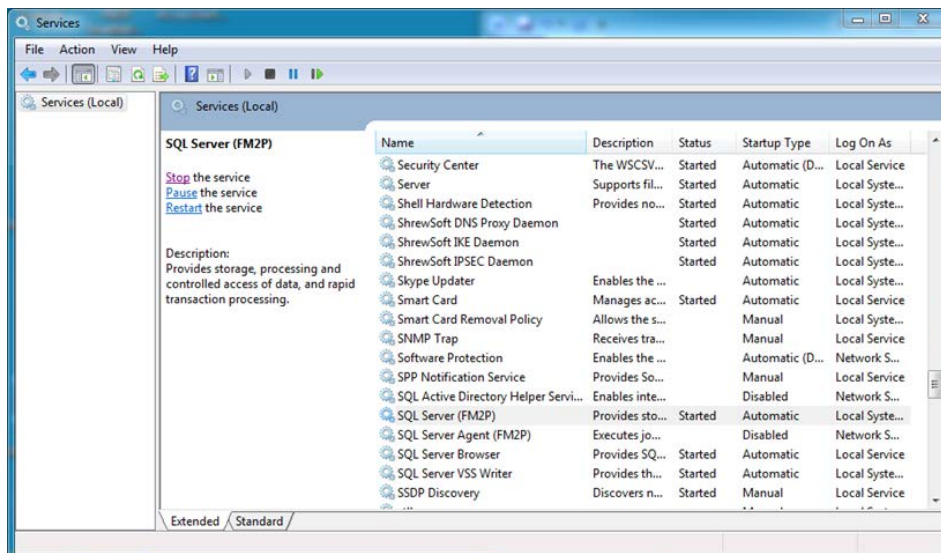 Services
File Action View Help
Services (Local)
Services (Local)
SQL Server (FM2P)
Stop the service
Pause the service
Restart the service
Description:
Provides storage, processing and
controlled access of data, and rapid
transaction processing.
Name Description Status Startup Type Log On As
Security Center The WSCSV... Started Automatic (D... Local Service
Server Supports fil... Started Automatic Local Syste...
Shell Hardware Detection Provides no... Started Automatic Local Syste...
ShrewSoft DNS Proxy Daemon Started Automatic Local Syste...
ShrewSoft IKE Daemon Started Automatic Local Syste...
ShrewSoft IPSEC Daemon Started Automatic Local Syste...
Skype Updater Enables the ... Automatic Local Syste...
Smart Card Manages ac... Started Automatic Local Service
Smart Card Removal Policy Allows the s... Manual Local Syste...
SNMP Trap Receives tra... Manual Local Service
Software Protection Enables the ... Automatic (D... Network S...
SPP Notification Service Provides So... Manual Local Service
SQL Active Directory Helper Servi... Enables inte... Disabled Network S...
SQL Server (FM2P) Provides sto... Started Automatic Local Syste...
SQL Server Agent (FM2P) Executes jo... Disabled Network S...
SQL Server Browser Provides SQ... Started Automatic Local Service
SQL Server VSS Writer Provides th... Started Automatic Local Syste...
SSDP Discovery Discovers n... Started Manual Local Service
Extended Standard